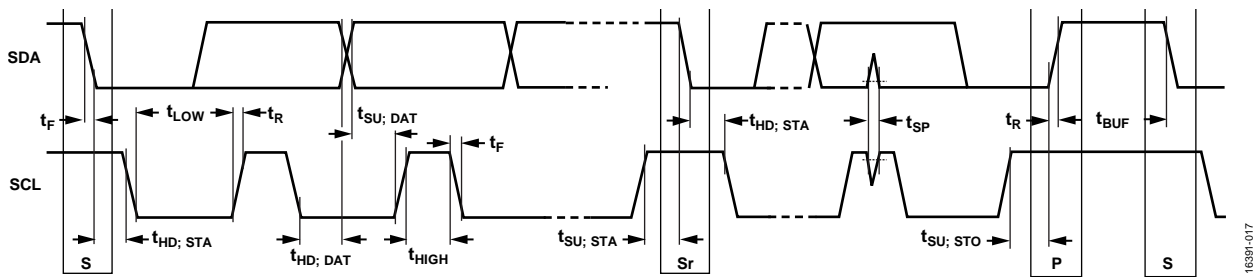 SDA
tF
tLOW
tR
tSU; DAT
tF
tHD; STA
tSP
tR
tBUF
SCL
tHD; STA
tHD; DAT
tHIGH
tSU; STA
tSU; STO
S
Sr
P
S
16391-017